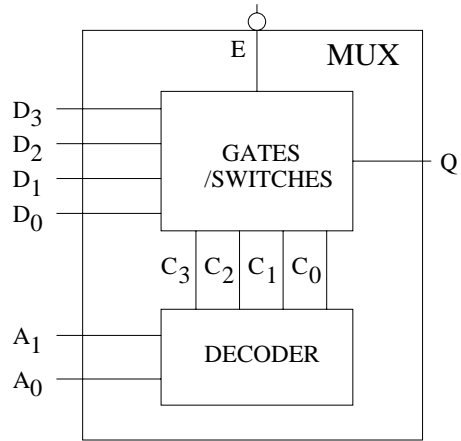 E
MUX
D3
D2
D1
D0
GATES
/SWITCHES
Q
C3 C2 C1 C0
A1
A0
DECODER